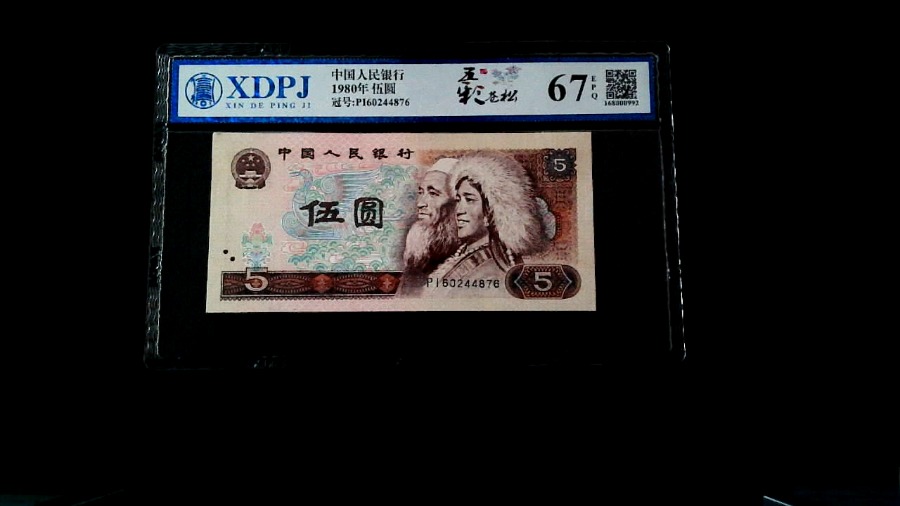 XDPJ
XIN DE PING JI
中国人民银行
1980年 伍圆
冠号:PI60244876
五彩苍松
67
EPQ
168800992
中国人民银行
5
伍圆
5
PI60244876
5